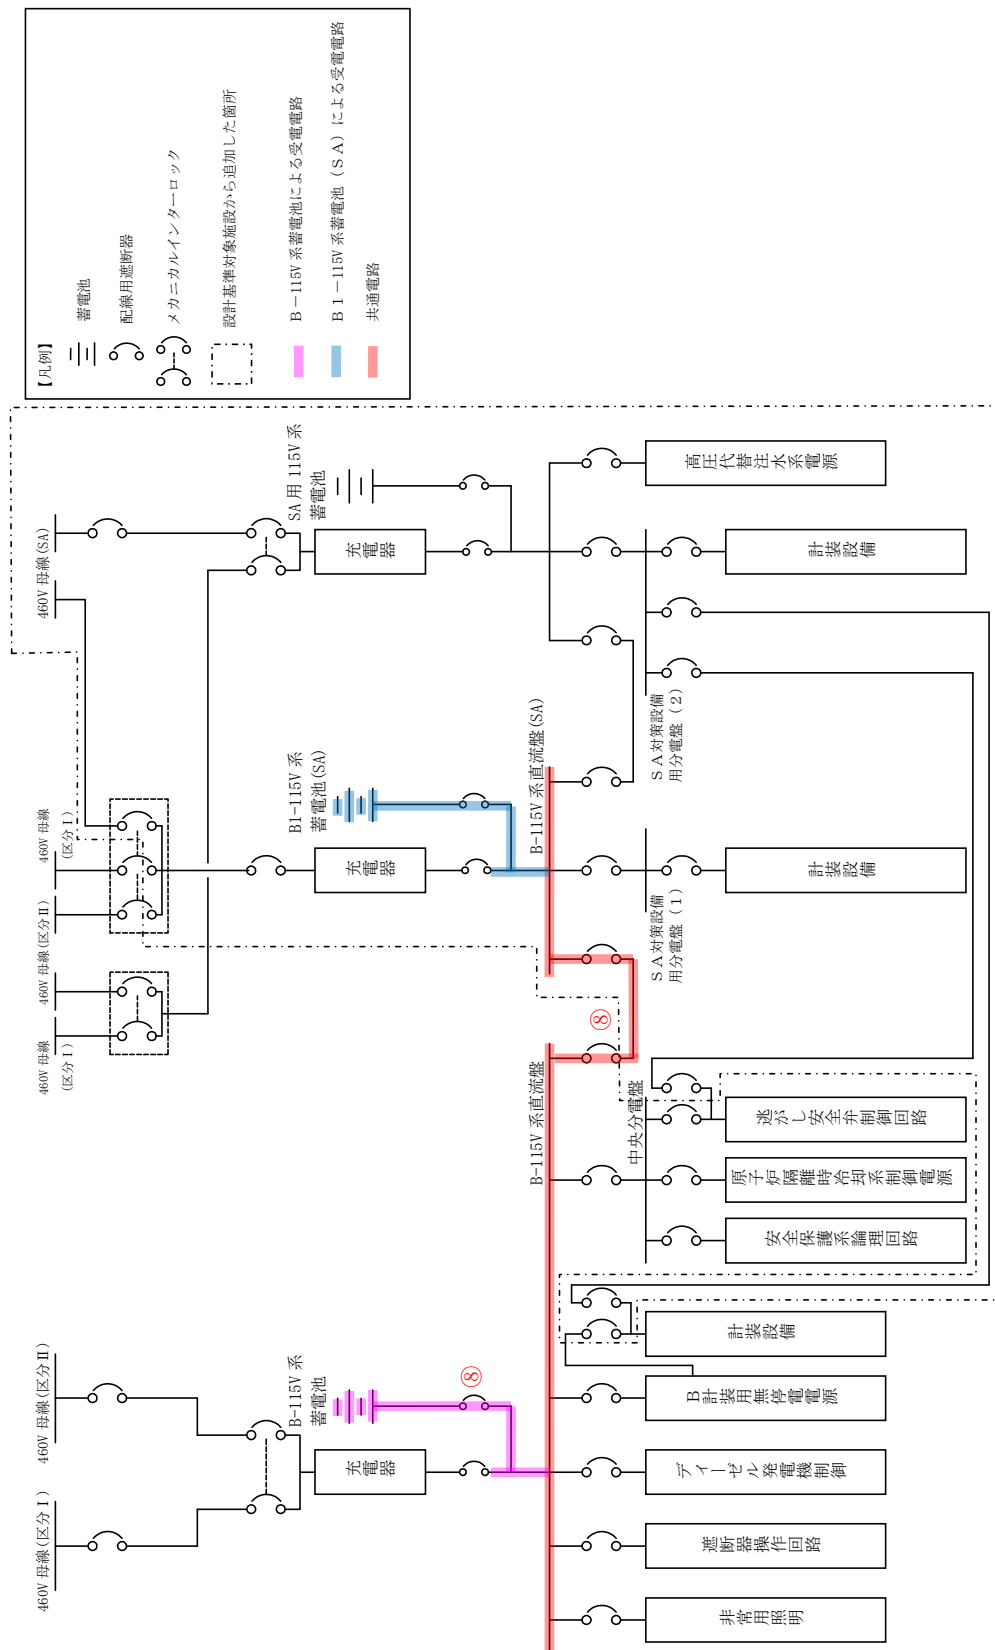 【凡例】
蓄電池
配線用遮断器
メカニカルインターロック
設計基準対象施設から追加した箇所
B－115V 系蓄電池による受電電路
B1－115V 系蓄電池（SA）による受電電路
共通電路
460V 母線(区分Ⅰ)
460V 母線(区分Ⅱ)
460V 母線
(区分Ⅰ)
460V 母線
460V 母線(区分Ⅱ)
460V 母線
(区分Ⅰ)
460V 母線(SA)
B-115V 系
蓄電池
充電器
B1-115V 系
蓄電池(SA)
充電器
SA 用 115V 系
蓄電池
充電器
⑧
⑧
B-115V 系直流盤
B-115V 系直流盤(SA)
中央分電盤
SA対策設備
用分電盤（1）
SA対策設備
用分電盤（2）
非常用照明
遮断器操作回路
ディーゼル発電機制御
B計装用無停電電源
計装設備
安全保護系論理回路
原子炉隔離時冷却系制御電源
逃がし安全弁制御回路
計装設備
計装設備
高圧代替注水系電源